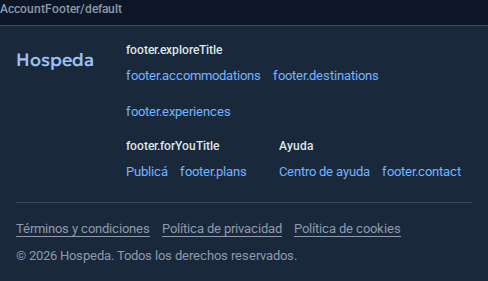 AccountFooter/default
Hospeda
footer.exploreTitle
footer.accommodations footer.destinations
footer.experiences
footer.forYouTitle
Publicá footer.plans
Ayuda
Centro de ayuda footer.contact
Términos y condiciones Política de privacidad Política de cookies
© 2026 Hospeda. Todos los derechos reservados.